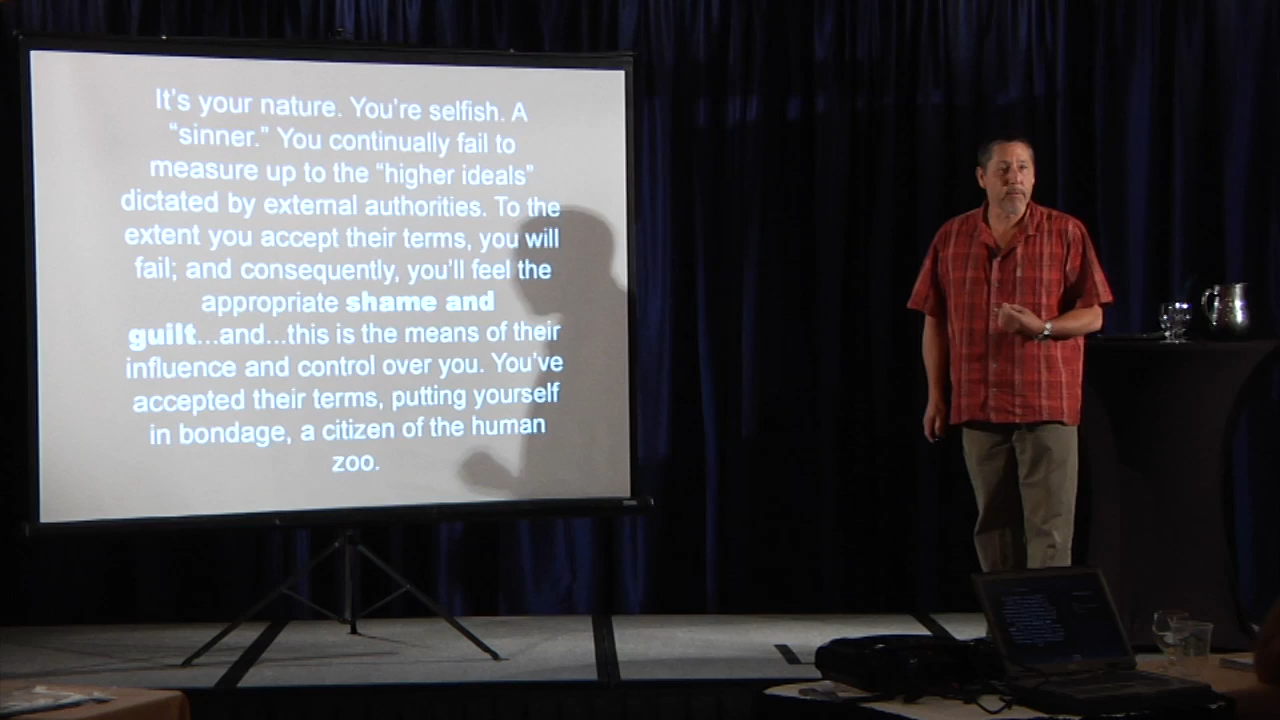 It's your nature. You're selfish. A
“sinner.” You continually fail to
measure up to the “higher ideals”
dictated by external authorities. To the
extent you accept their terms, you will
fail; and consequently, you'll feel the
appropriate shame and
guilt...and...this is the means of their
influence and control over you. You've
accepted their terms, putting yourself
in bondage, a citizen of the human
zoo.